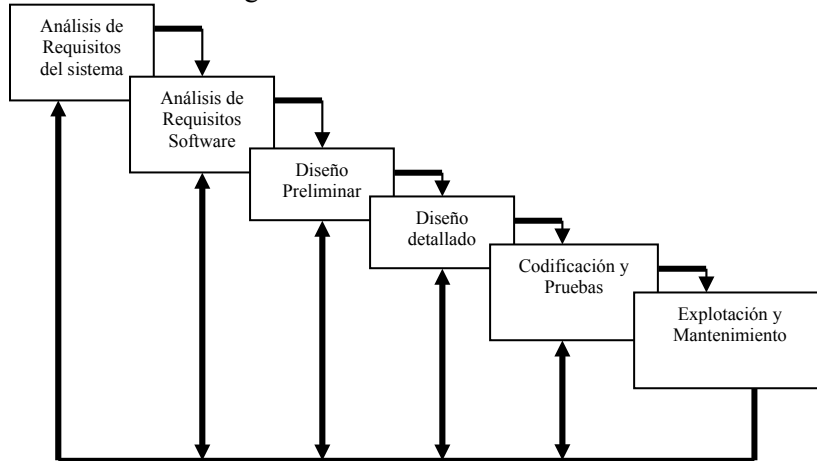 Análisis de
Requisitos
del sistema
Análisis de
Requisitos
Software
Diseño
Preliminar
Diseño
detallado
Codificación y
Pruebas
Explotación y
Mantenimiento